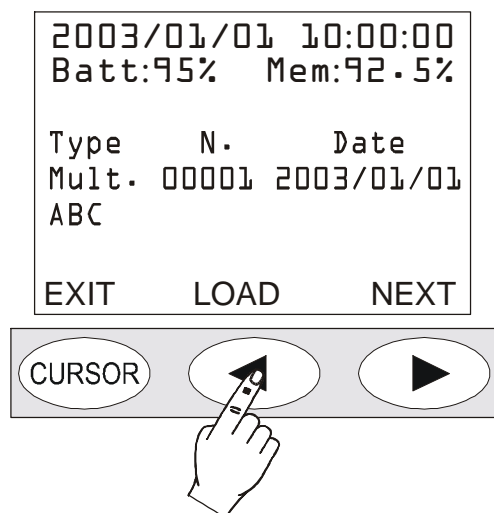 2003/01/01 10:00:00
Batt:95% Mem:92.5%
Type N. Date
Mult. 00001 2003/01/01
ABC
EXIT LOAD NEXT
CURSOR